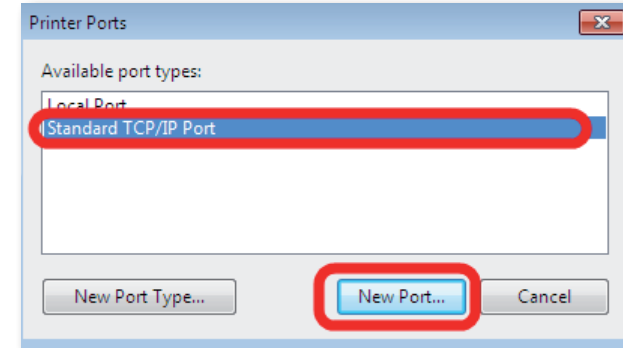 Printer Ports
Available port types:
Local Port
Standard TCP/IP Port
New Port Type...
New Port...
Cancel